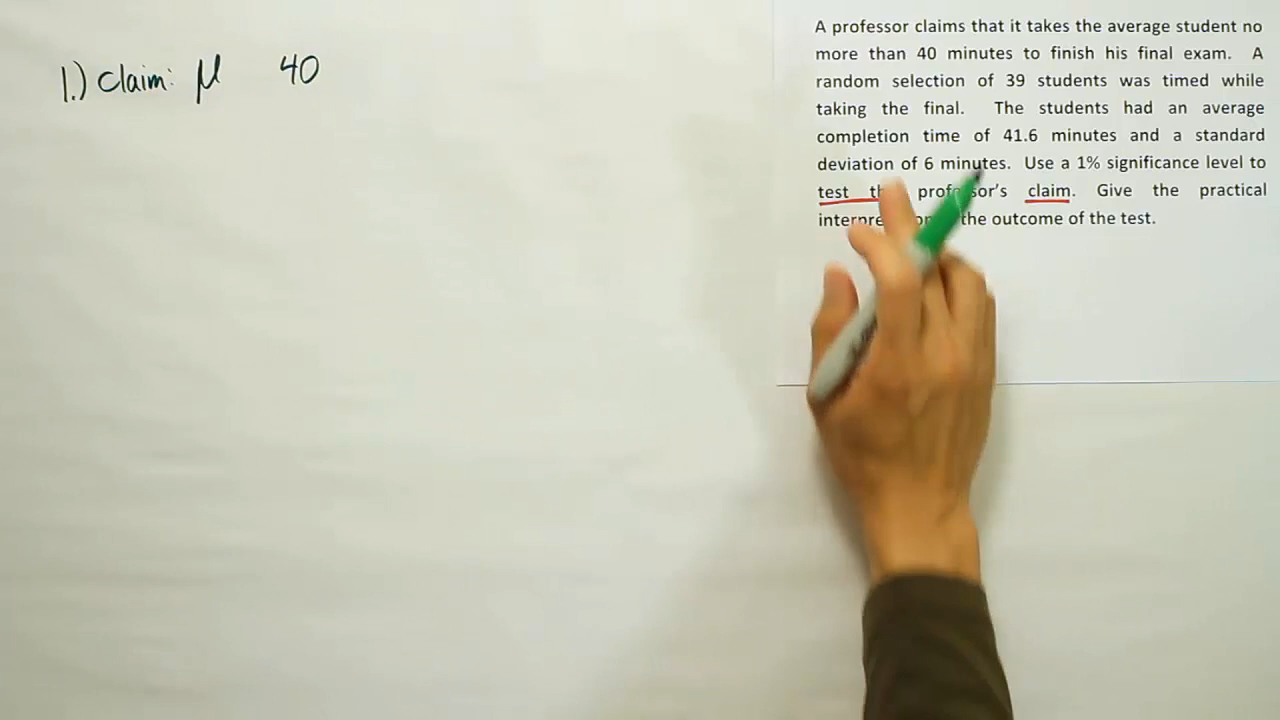 1.) Claim: μ 40
A professor claims that it takes the average student no
more than 40 minutes to finish his final exam. A
random selection of 39 students was timed while
taking the final. The students had an average
completion time of 41.6 minutes and a standard
deviation of 6 minutes. Use a 1% significance level to
test claim. Give the practical
the outcome of the test.